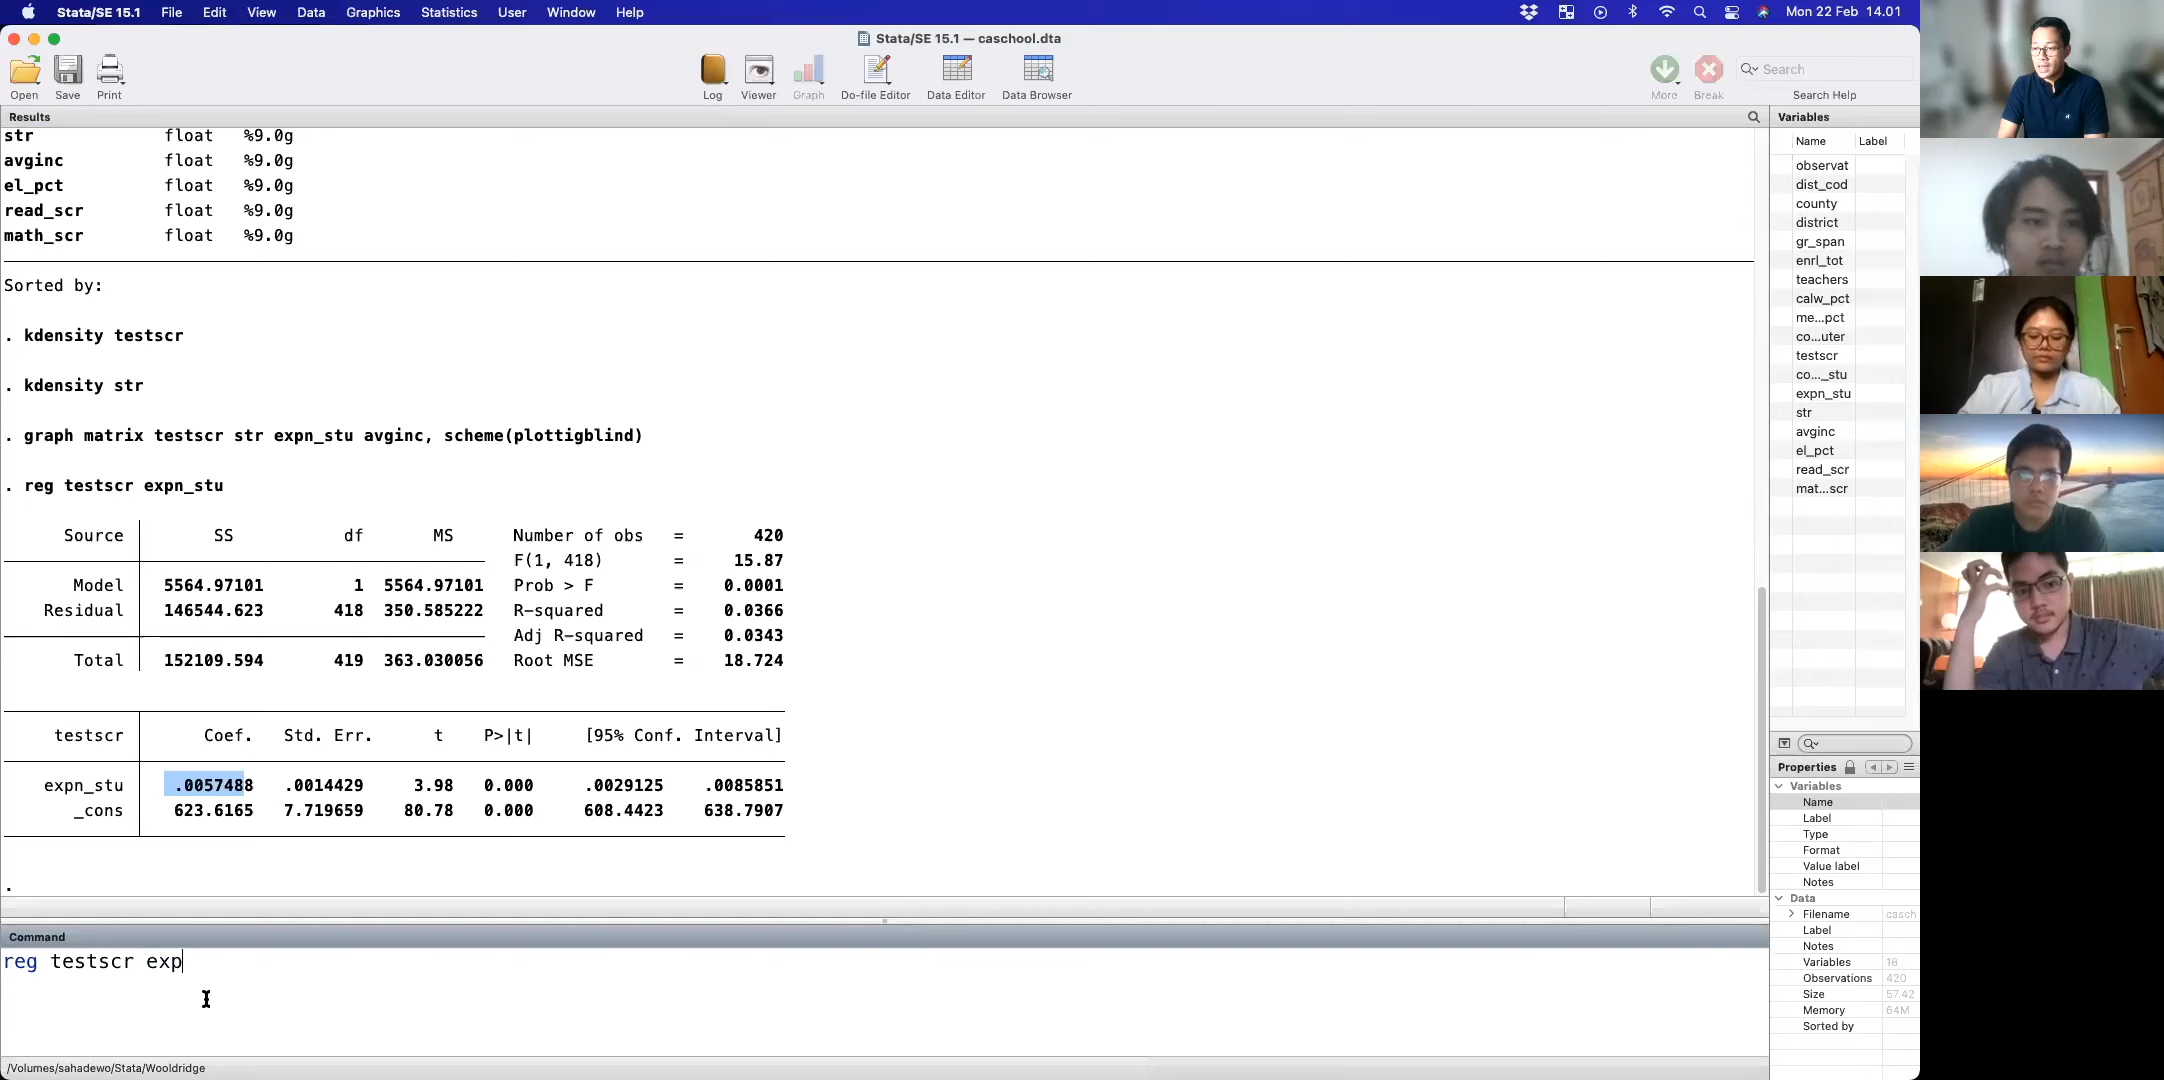 Stata/SE 15.1 File Edit View Data Graphics Statistics User Window Help Mon 22 Feb 14.01
Stata/SE 15.1 — caschool.dta
Open Save Print Log Viewer Graph Do-file Editor Data Editor Data Browser More Break Search
Search Help
Results
str float %9.0g
avginc float %9.0g
el_pct float %9.0g
read_scr float %9.0g
math_scr float %9.0g
Sorted by:
. kdensity testscr
. kdensity str
. graph matrix testscr str expn_stu avginc, scheme(plottigblind)
. reg testscr expn_stu
Source SS df MS Number of obs = 420
F(1, 418) = 15.87
Model 5564.97101 1 5564.97101 Prob > F = 0.0001
Residual 146544.623 418 350.585222 R-squared = 0.0366
Adj R-squared = 0.0343
Total 152109.594 419 363.030056 Root MSE = 18.724
testscr Coef. Std. Err. t P>|t| [95% Conf. Interval]
expn_stu .0057488 .0014429 3.98 0.000 .0029125 .0085851
_cons 623.6165 7.719659 80.78 0.000 608.4423 638.7907
.
Command
reg testscr exp
/Volumes/sahadewo/Stata/Wooldridge
Variables
Name Label
observat
dist_cod
county
district
gr_span
enrl_tot
teachers
calw_pct
me...pct
co...uter
testscr
co..._stu
expn_stu
str
avginc
el_pct
read_scr
mat...scr
Properties
Variables
Name
Label
Type
Format
Value label
Notes
Data
Filename casch
Label
Notes
Variables 18
Observations 420
Size 57.42
Memory 64M
Sorted by